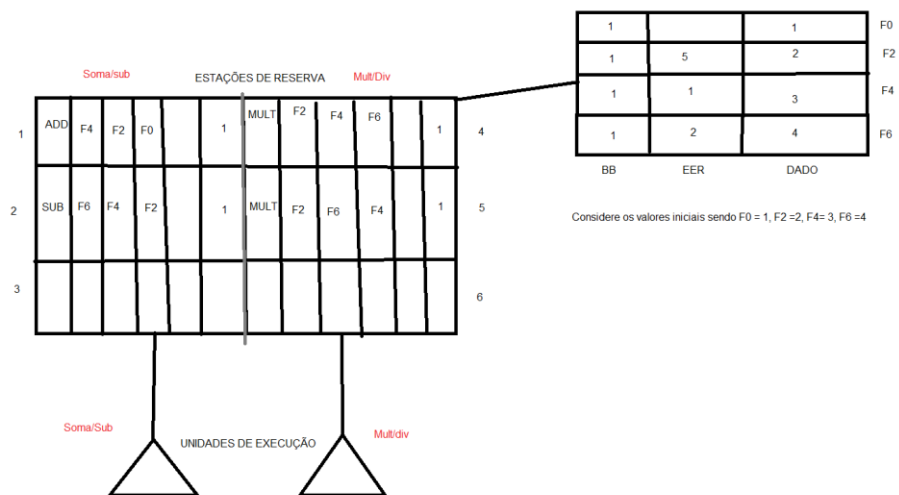 Soma/sub ESTAÇÕES DE RESERVA Mult/Div
1 ADD F4 F2 F0 1 MULT F2 F4 F6 1 4
2 SUB F6 F4 F2 1 MULT F2 F6 F4 1 5
3 6
Soma/Sub UNIDADES DE EXECUÇÃO Mult/div
1 1 F0
1 5 2 F2
1 1 3 F4
1 2 4 F6
BB EER DADO
Considere os valores iniciais sendo F0 = 1, F2 =2, F4= 3, F6 =4